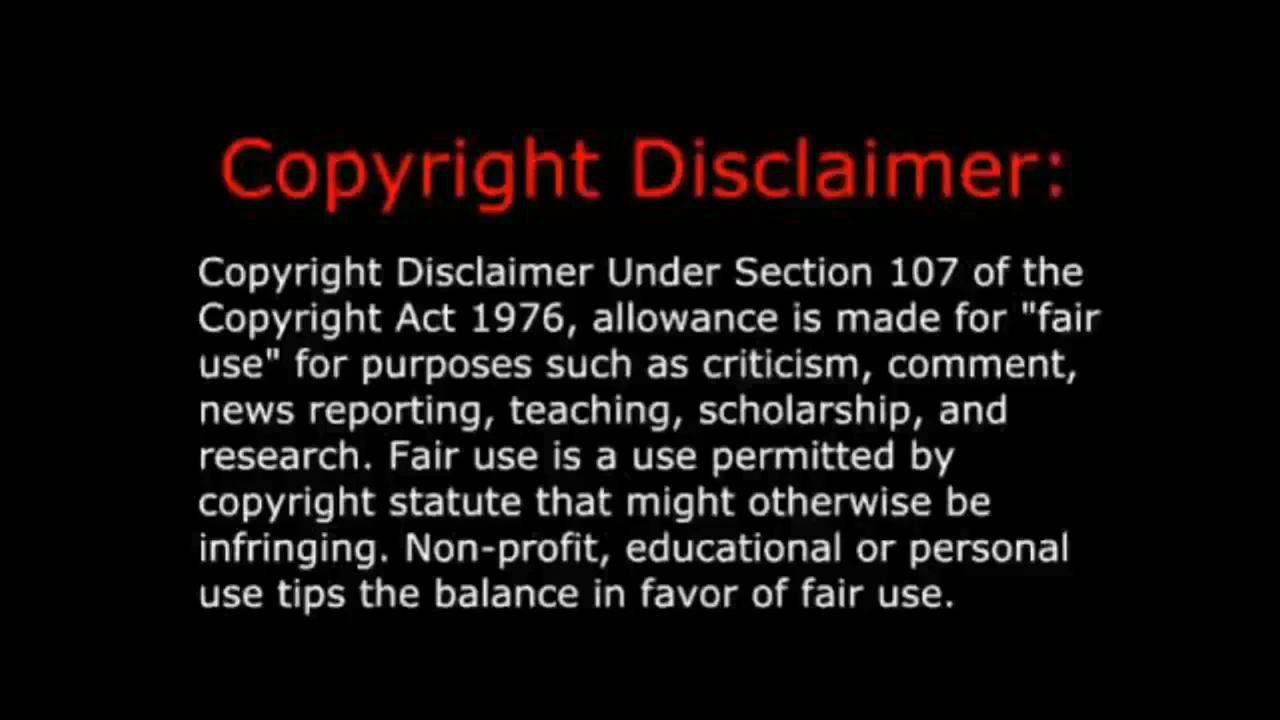 Copyright Disclaimer:
Copyright Disclaimer Under Section 107 of the
Copyright Act 1976, allowance is made for "fair
use" for purposes such as criticism, comment,
news reporting, teaching, scholarship, and
research. Fair use is a use permitted by
copyright statute that might otherwise be
infringing. Non-profit, educational or personal
use tips the balance in favor of fair use.